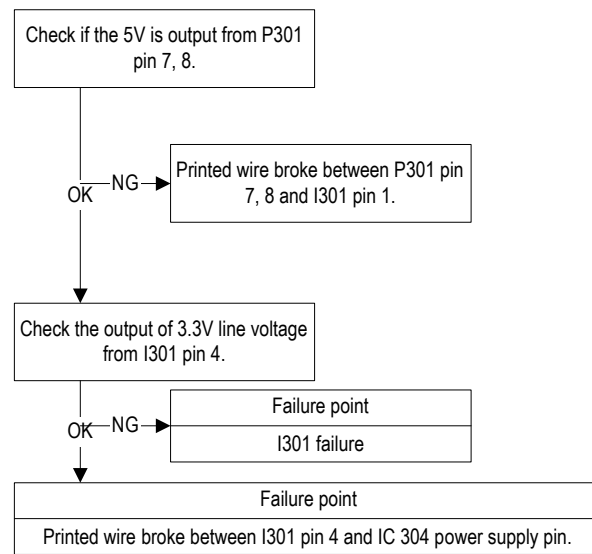 Check if the 5V is output from P301
pin 7, 8.
NG
Printed wire broke between P301 pin
7, 8 and I301 pin 1.
OK
Check the output of 3.3V line voltage
from I301 pin 4.
Failure point
NG
OK
I301 failure
Failure point
Printed wire broke between I301 pin 4 and IC 304 power supply pin.